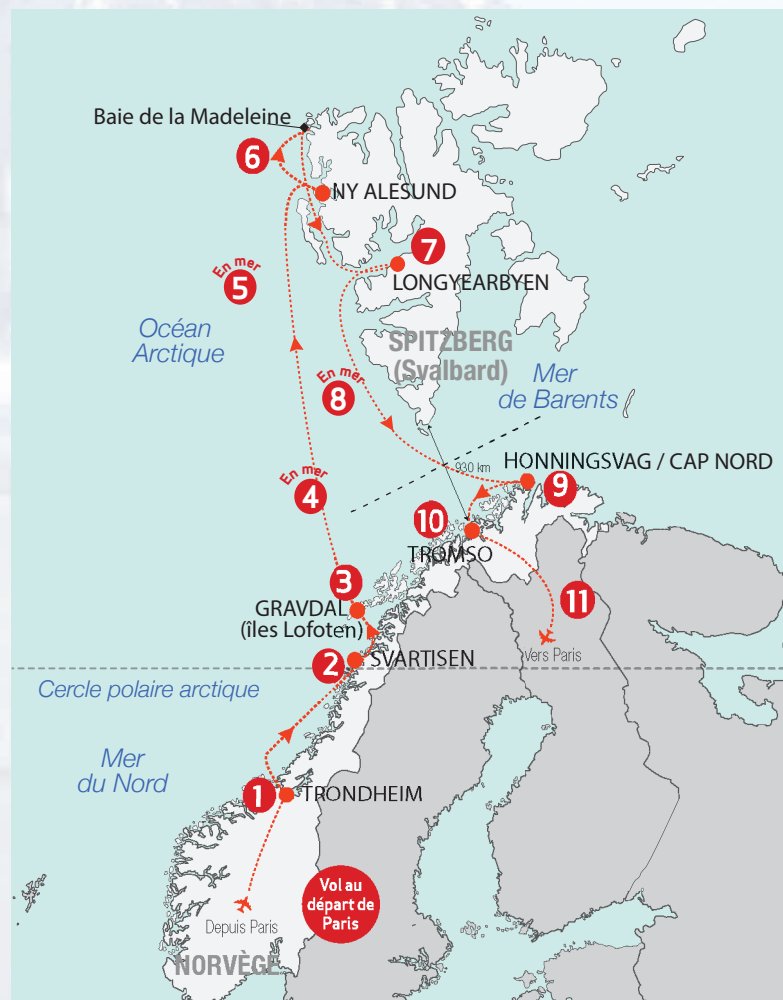 Baie de la Madeleine
6
NY ALESUND
7
LONGYEARBYEN
En mer
5
Océan
Arctique
SPITZBERG
(Svalbard)
En mer
8
Mer
de Barents
930 km
HONNINGSVAG / CAP NORD
9
En mer
4
10
TROMSO
3
GRAVDAL
(îles Lofoten)
11
Vers Paris
2
SVARTISEN
Cercle polaire arctique
Mer
du Nord
1
TRONDHEIM
Vol au
départ de
Paris
Depuis Paris
NORVÈGE